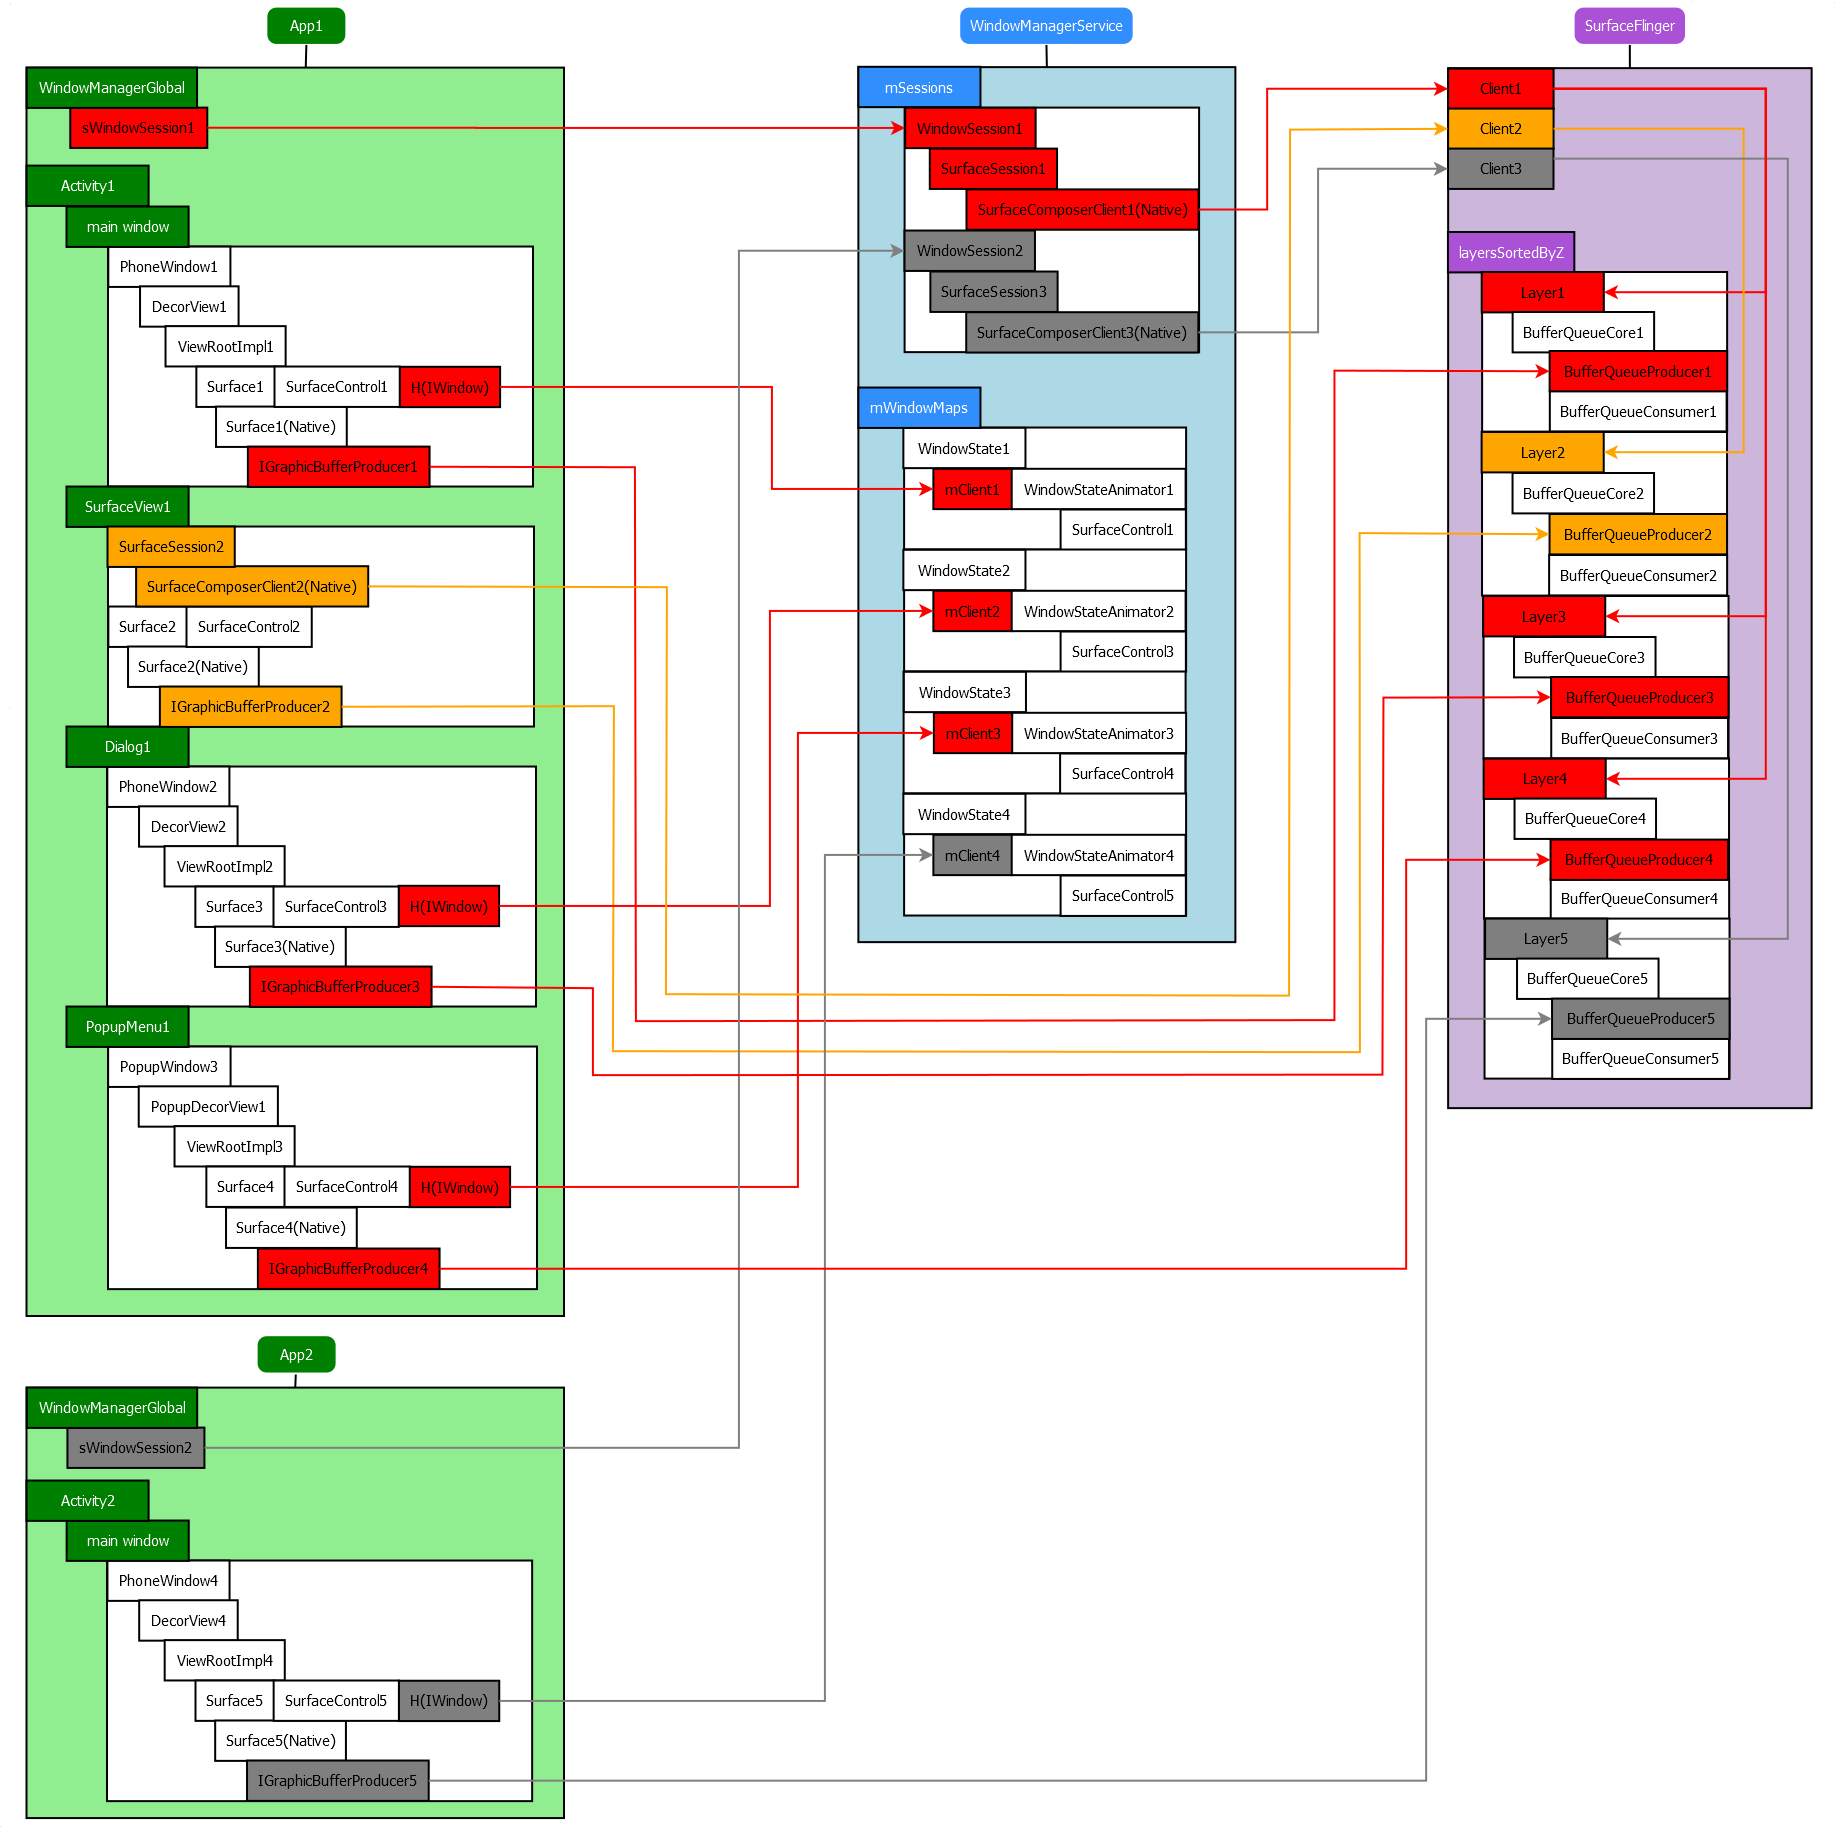 App1
WindowManagerGlobal
sWindowSession1
Activity1
main window
PhoneWindow1
DecorView1
ViewRootImpl1
Surface1 SurfaceControl1 H(IWindow)
Surface1(Native)
IGraphicBufferProducer1
SurfaceView1
SurfaceSession2
SurfaceComposerClient2(Native)
Surface2 SurfaceControl2
Surface2(Native)
IGraphicBufferProducer2
Dialog1
PhoneWindow2
DecorView2
ViewRootImpl2
Surface3 SurfaceControl3 H(IWindow)
Surface3(Native)
IGraphicBufferProducer3
PopupMenu1
PopupWindow3
PopupDecorView1
ViewRootImpl3
Surface4 SurfaceControl4 H(IWindow)
Surface4(Native)
IGraphicBufferProducer4
App2
WindowManagerGlobal
sWindowSession2
Activity2
main window
PhoneWindow4
DecorView4
ViewRootImpl4
Surface5 SurfaceControl5 H(IWindow)
Surface5(Native)
IGraphicBufferProducer5
WindowManagerService
mSessions
WindowSession1
SurfaceSession1
SurfaceComposerClient1(Native)
WindowSession2
SurfaceSession3
SurfaceComposerClient3(Native)
mWindowMaps
WindowState1
mClient1 WindowStateAnimator1
SurfaceControl1
WindowState2
mClient2 WindowStateAnimator2
SurfaceControl3
WindowState3
mClient3 WindowStateAnimator3
SurfaceControl4
WindowState4
mClient4 WindowStateAnimator4
SurfaceControl5
SurfaceFlinger
Client1
Client2
Client3
layersSortedByZ
Layer1
BufferQueueCore1
BufferQueueProducer1
BufferQueueConsumer1
Layer2
BufferQueueCore2
BufferQueueProducer2
BufferQueueConsumer2
Layer3
BufferQueueCore3
BufferQueueProducer3
BufferQueueConsumer3
Layer4
BufferQueueCore4
BufferQueueProducer4
BufferQueueConsumer4
Layer5
BufferQueueCore5
BufferQueueProducer5
BufferQueueConsumer5